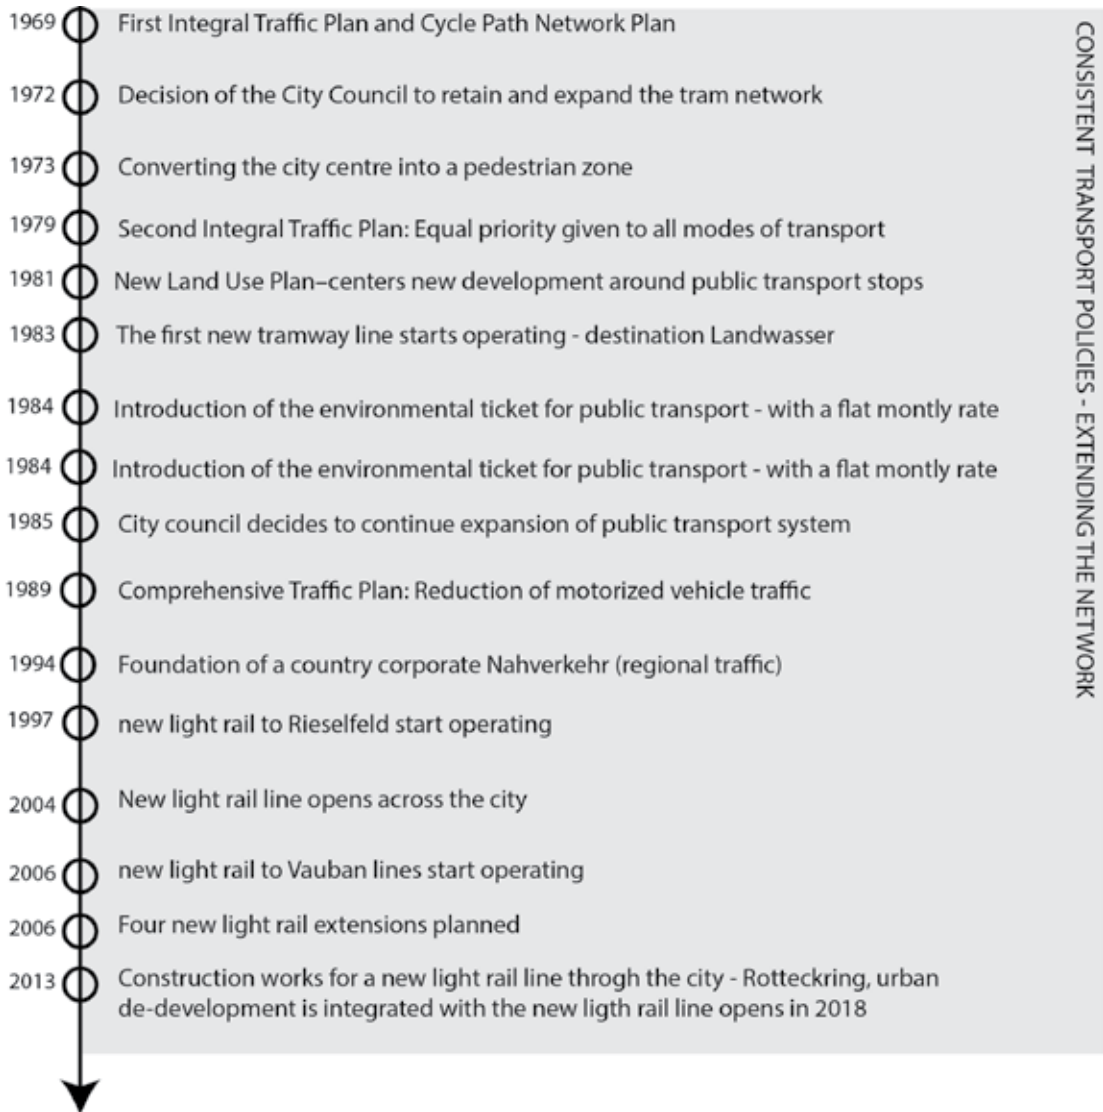 1969 First Integral Traffic Plan and Cycle Path Network Plan
1972 Decision of the City Council to retain and expand the tram network
1973 Converting the city centre into a pedestrian zone
1979 Second Integral Traffic Plan: Equal priority given to all modes of transport
1981 New Land Use Plan–centers new development around public transport stops
1983 The first new tramway line starts operating - destination Landwasser
1984 Introduction of the environmental ticket for public transport - with a flat montly rate
1984 Introduction of the environmental ticket for public transport - with a flat montly rate
1985 City council decides to continue expansion of public transport system
1989 Comprehensive Traffic Plan: Reduction of motorized vehicle traffic
1994 Foundation of a country corporate Nahverkehr (regional traffic)
1997 new light rail to Rieselfeld start operating
2004 New light rail line opens across the city
2006 new light rail to Vauban lines start operating
2006 Four new light rail extensions planned
2013 Construction works for a new light rail line throgh the city - Rotteckring, urban
de-development is integrated with the new ligth rail line opens in 2018
CONSISTENT TRANSPORT POLICIES - EXTENDING THE NETWORK